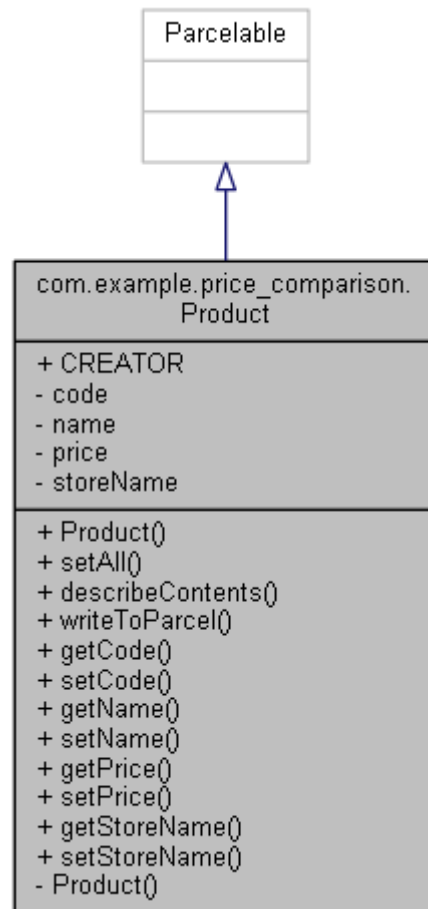 Parcelable
com.example.price_comparison.
Product
+ CREATOR
- code
- name
- price
- storeName
+ Product()
+ setAll()
+ describeContents()
+ writeToParcel()
+ getCode()
+ setCode()
+ getName()
+ setName()
+ getPrice()
+ setPrice()
+ getStoreName()
+ setStoreName()
- Product()